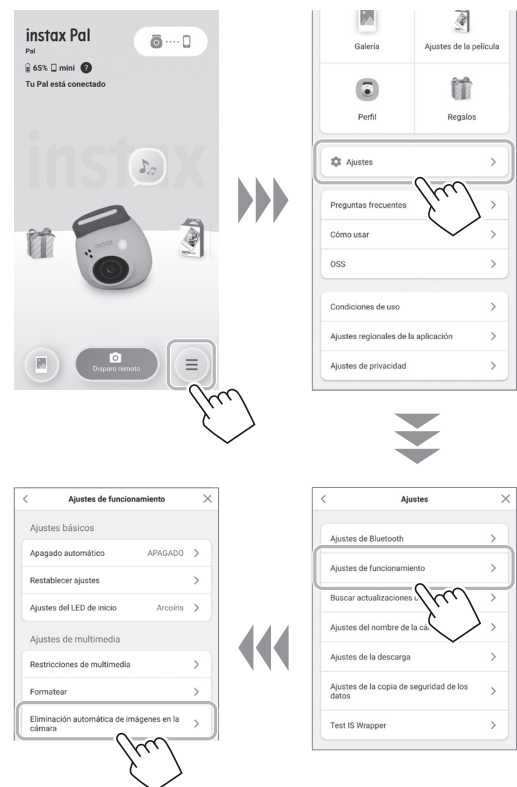 instax Pal
Pal
65% mini ?
Tu Pal está conectado
instax
instax
Disparo remoto
Galería
Ajustes de la película
Perfil
Regalos
Ajustes
Preguntas frecuentes
Cómo usar
OSS
Condiciones de uso
Ajustes regionales de la aplicación
Ajustes de privacidad
Ajustes
Ajustes de Bluetooth
Ajustes de funcionamiento
Buscar actualizaciones
Ajustes del nombre de la
Ajustes de la descarga
Ajustes de la copia de seguridad de los
datos
Test IS Wrapper
Ajustes de funcionamiento
Ajustes básicos
Apagado automático APAGADO
Restablecer ajustes
Ajustes del LED de inicio Arcoíris
Ajustes de multimedia
Restricciones de multimedia
Formatear
Eliminación automática de imágenes en la
cámara